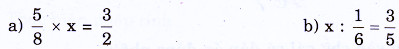 a) 5/8 × x = 3/2 b) x : 1/6 = 3/5